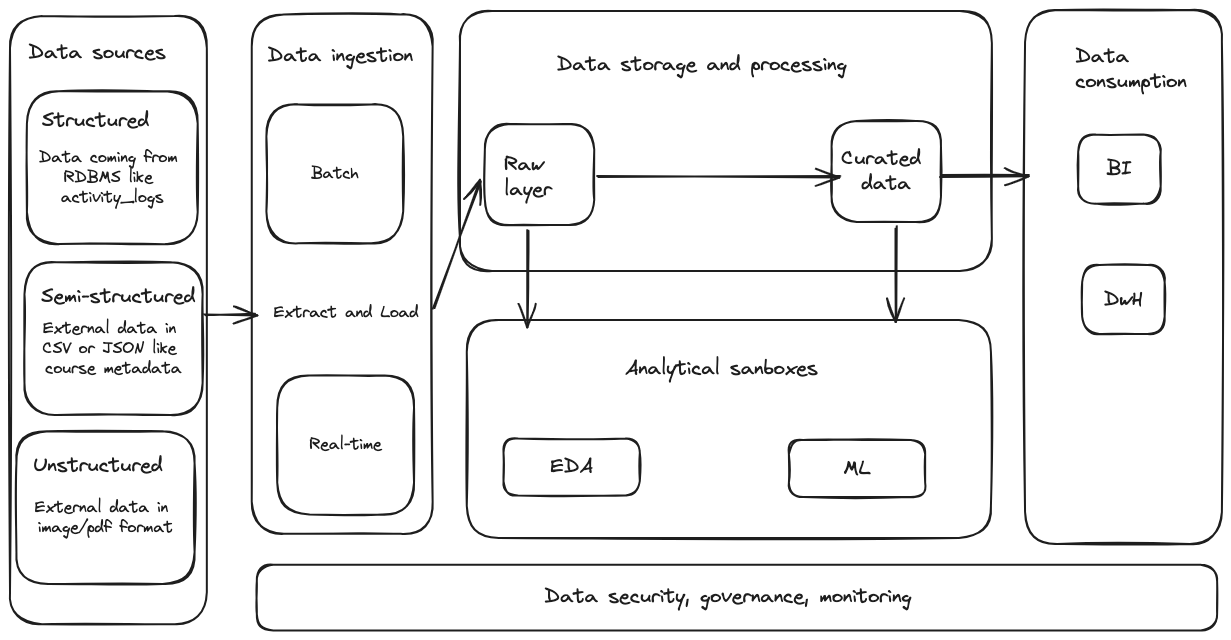 Data sources
Structured
Data coming from
RDBMS like
activity_logs
Semi-structured
External data in
CSV or JSON like
course metadata
Unstructured
External data in
image/pdf format
Data ingestion
Batch
Extract and Load
Real-time
Data storage and processing
Raw
layer
Curated
data
Analytical sanboxes
EDA
ML
Data
consumption
BI
DwH
Data security, governance, monitoring